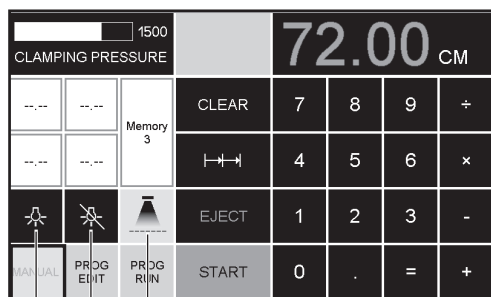 1500
CLAMPING PRESSURE
72.00 CM
--.-- --.-- Memory 3 CLEAR 7 8 9 ÷
--.-- --.-- 4 5 6 ×
EJECT 1 2 3 -
MANUAL PROG EDIT PROG RUN START 0 . = +